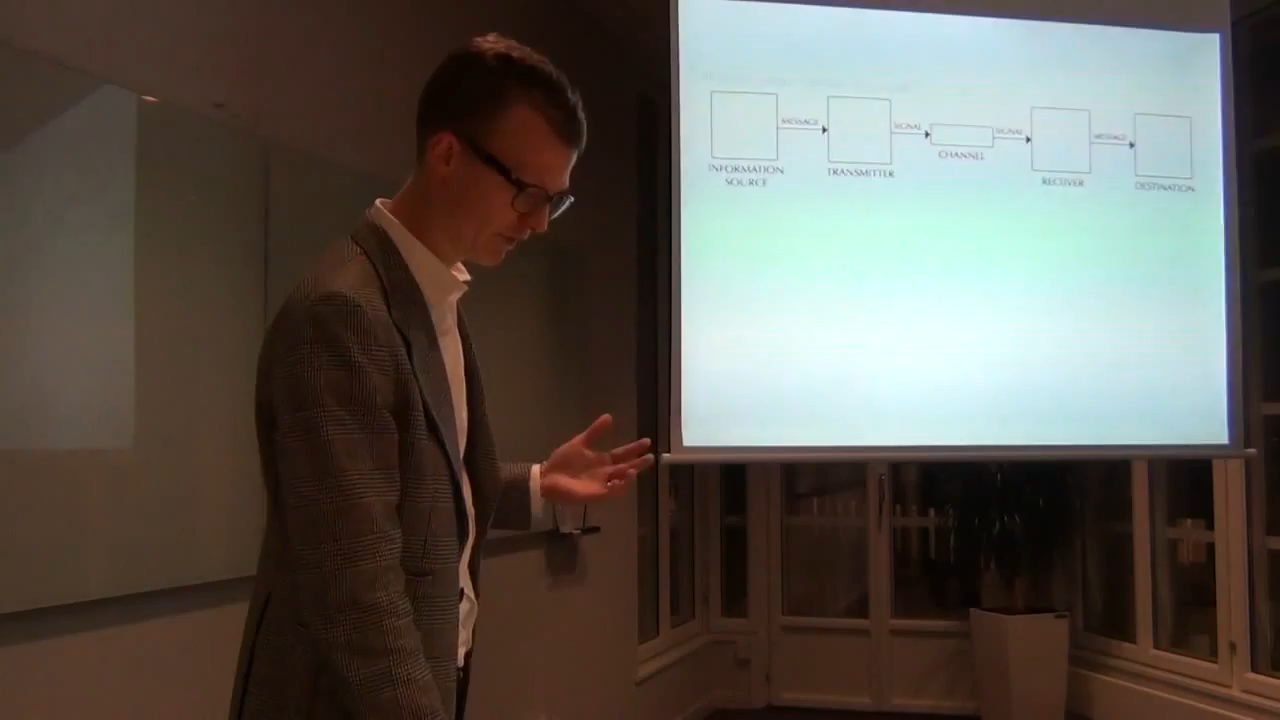 MESSAGE
SIGNAL
SIGNAL
MESSAGE
INFORMATION
SOURCE
TRANSMITTER
CHANNEL
RECEIVER
DESTINATION